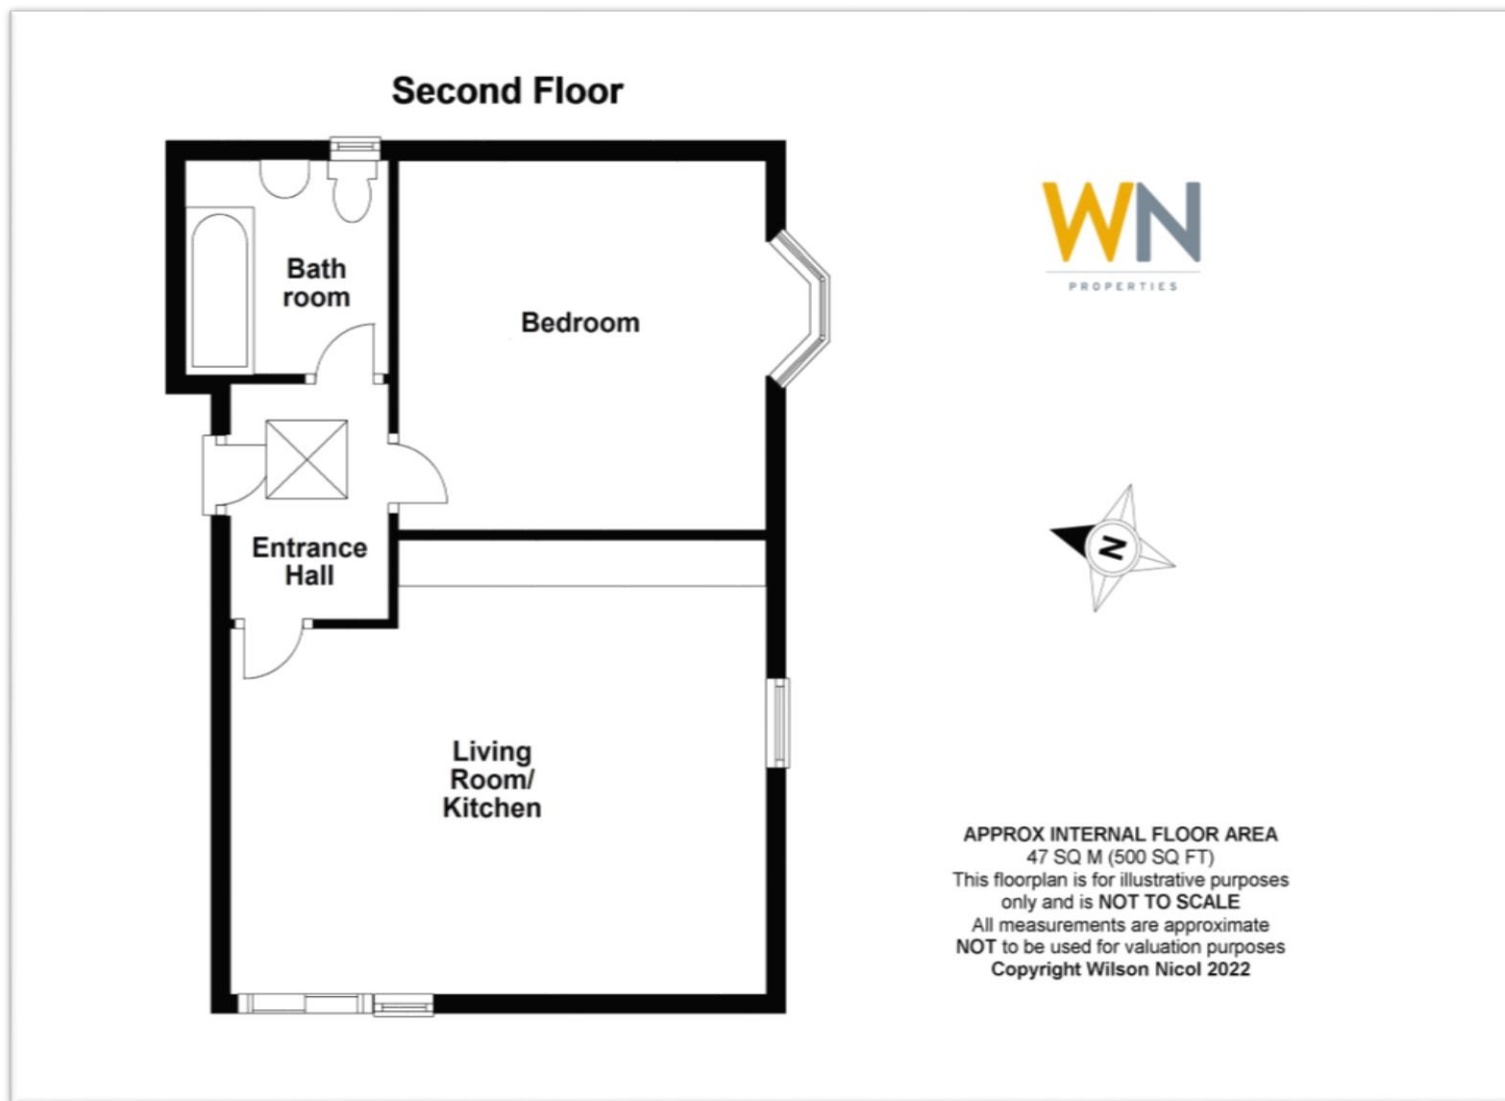 Second Floor
WN
PROPERTIES
Bath
room
Bedroom
Entrance
Hall
N
Living
Room/
Kitchen
APPROX INTERNAL FLOOR AREA
47 SQ M (500 SQ FT)
This floorplan is for illustrative purposes
only and is NOT TO SCALE
All measurements are approximate
NOT to be used for valuation purposes
Copyright Wilson Nicol 2022